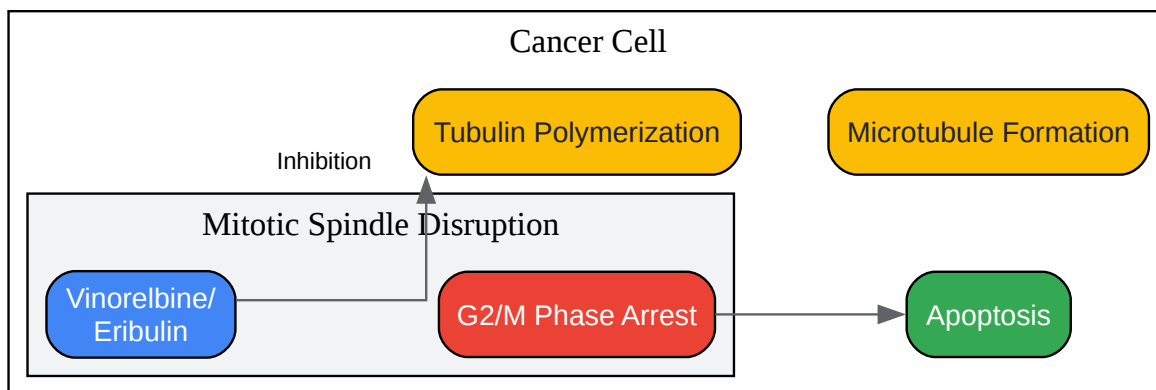 Cancer Cell
Tubulin Polymerization
Microtubule Formation
Inhibition
Mitotic Spindle Disruption
Vinorelbine/
Eribulin
G2/M Phase Arrest
Apoptosis